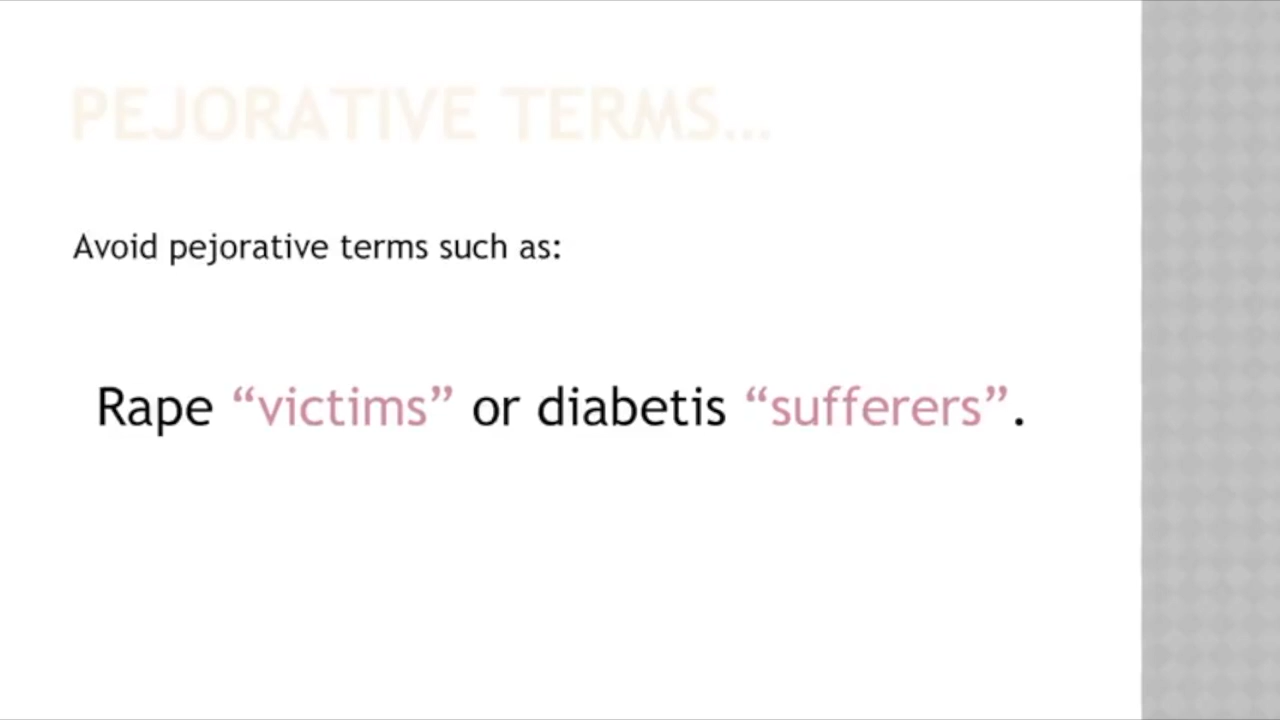 PEJORATIVE TERMS...
Avoid pejorative terms such as:
Rape “victims” or diabetis “sufferers”.